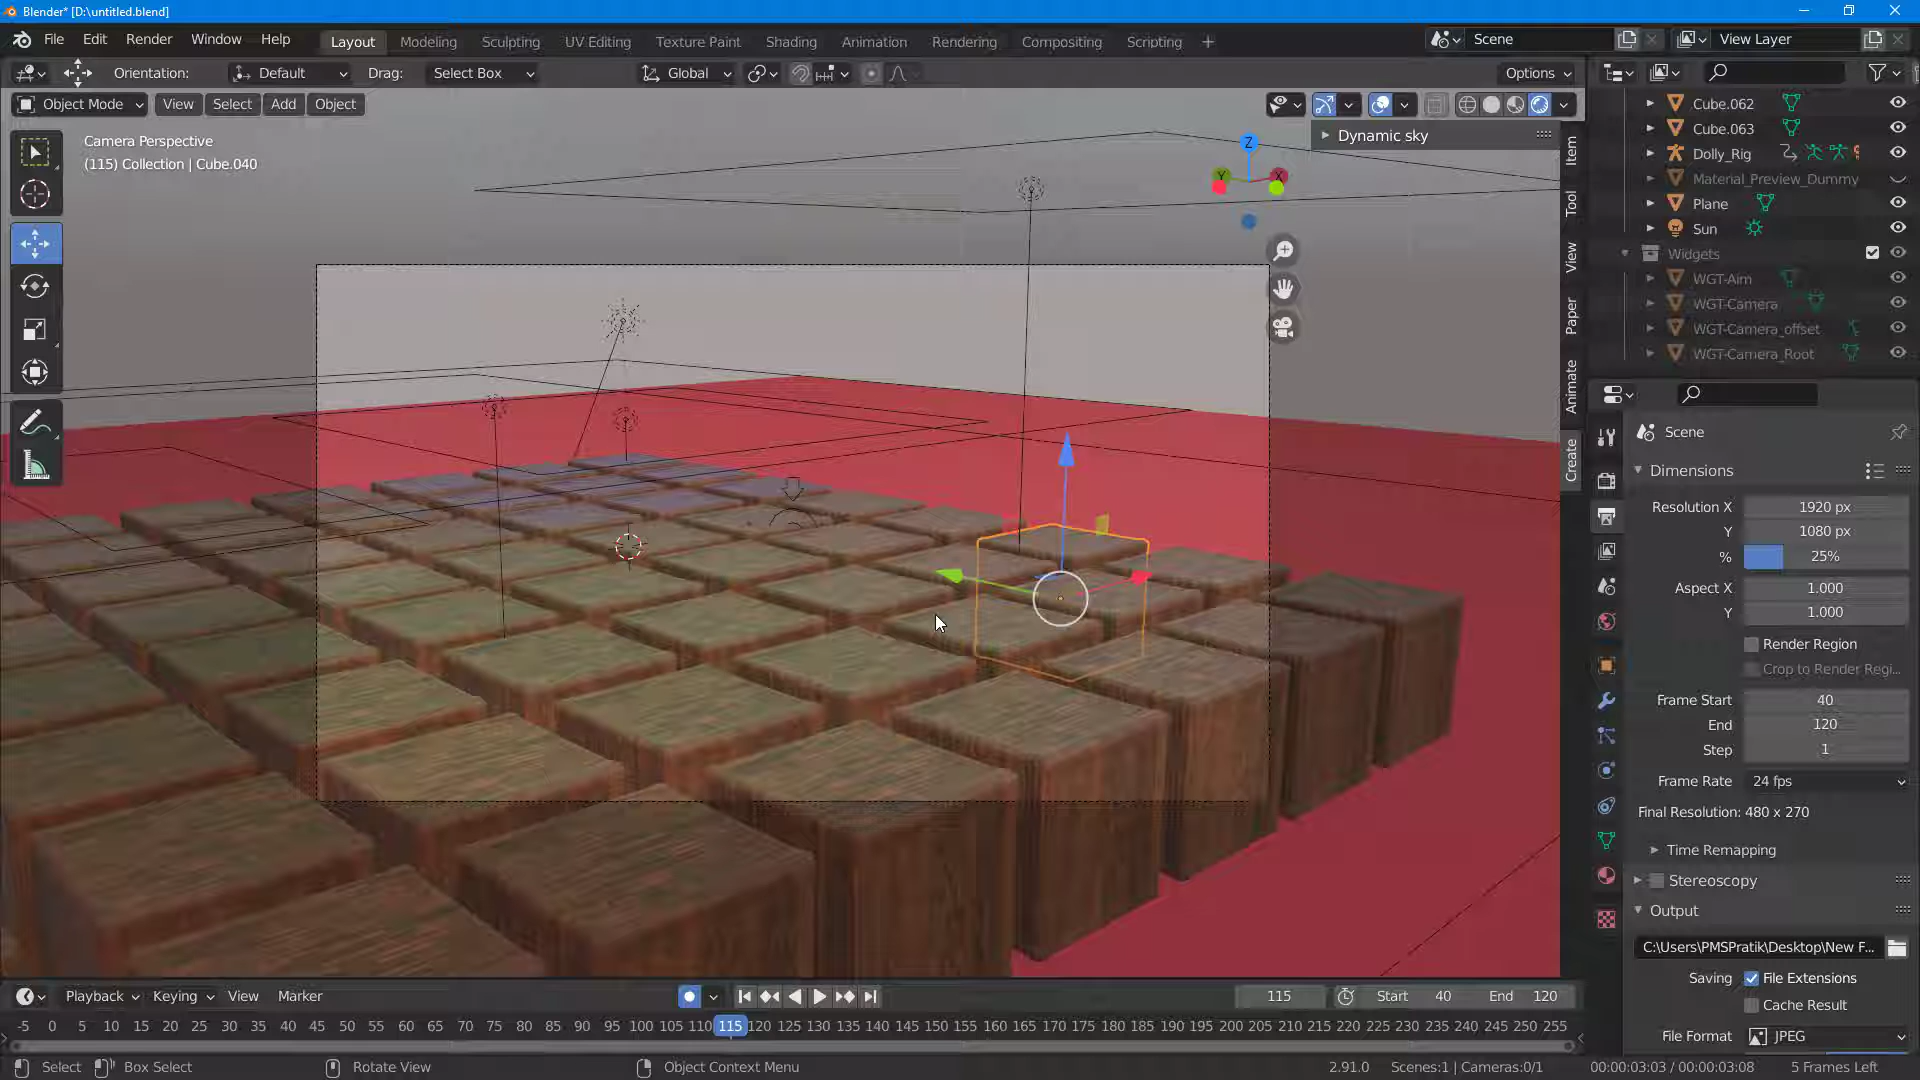 Blender* [D:\untitled.blend]
File Edit Render Window Help Layout Modeling Sculpting UV Editing Texture Paint Shading Animation Rendering Compositing Scripting + Scene View Layer
Orientation: Default Drag: Select Box Global Options
Object Mode View Select Add Object
Camera Perspective
(115) Collection | Cube.040
Dynamic sky
Z
Y
X
Item
Tool
View
Paper
Animate
Create
Cube.062
Cube.063
Dolly_Rig
Material_Preview_Dummy
Plane
Sun
Widgets
WGT-Aim
WGT-Camera
WGT-Camera_offset
WGT-Camera_Root
Scene
Dimensions
Resolution X 1920 px
Y 1080 px
% 25%
Aspect X 1.000
Y 1.000
Render Region
Crop to Render Regi...
Frame Start 40
End 120
Step 1
Frame Rate 24 fps
Final Resolution: 480 x 270
Time Remapping
Stereoscopy
Output
C:\Users\PMSPratik\Desktop\New F...
Saving File Extensions
Cache Result
File Format JPEG
Playback Keying View Marker 115 Start 40 End 120
-5 0 5 10 15 20 25 30 35 40 45 50 55 60 65 70 75 80 85 90 95 100 105 110 115 120 125 130 135 140 145 150 155 160 165 170 175 180 185 190 195 200 205 210 215 220 225 230 235 240 245 250 255
Select Box Select Rotate View Object Context Menu 2.91.0 Scenes:1 | Cameras:0/1 00:00:03:03 / 00:00:03:08 5 Frames Left